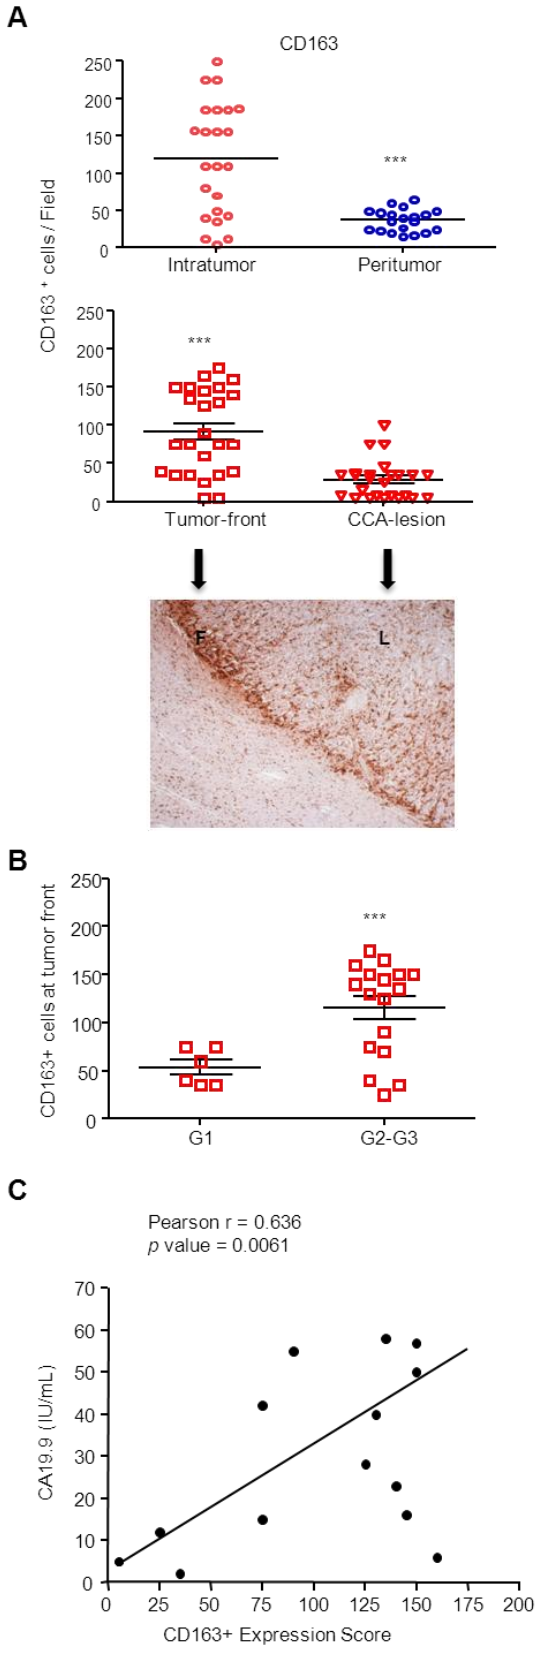 A
CD163
CD163 + cells / Field
250
200
150
100
50
0
***
Intratumor Peritumor
250
200
150
100
50
0
***
Tumor-front CCA-lesion
F L
B
CD163+ cells at tumor front
250
200
150
100
50
0
***
G1 G2-G3
C
Pearson r = 0.636
p value = 0.0061
CA19.9 (IU/mL)
70
60
50
40
30
20
10
0
0 25 50 75 100 125 150 175 200
CD163+ Expression Score